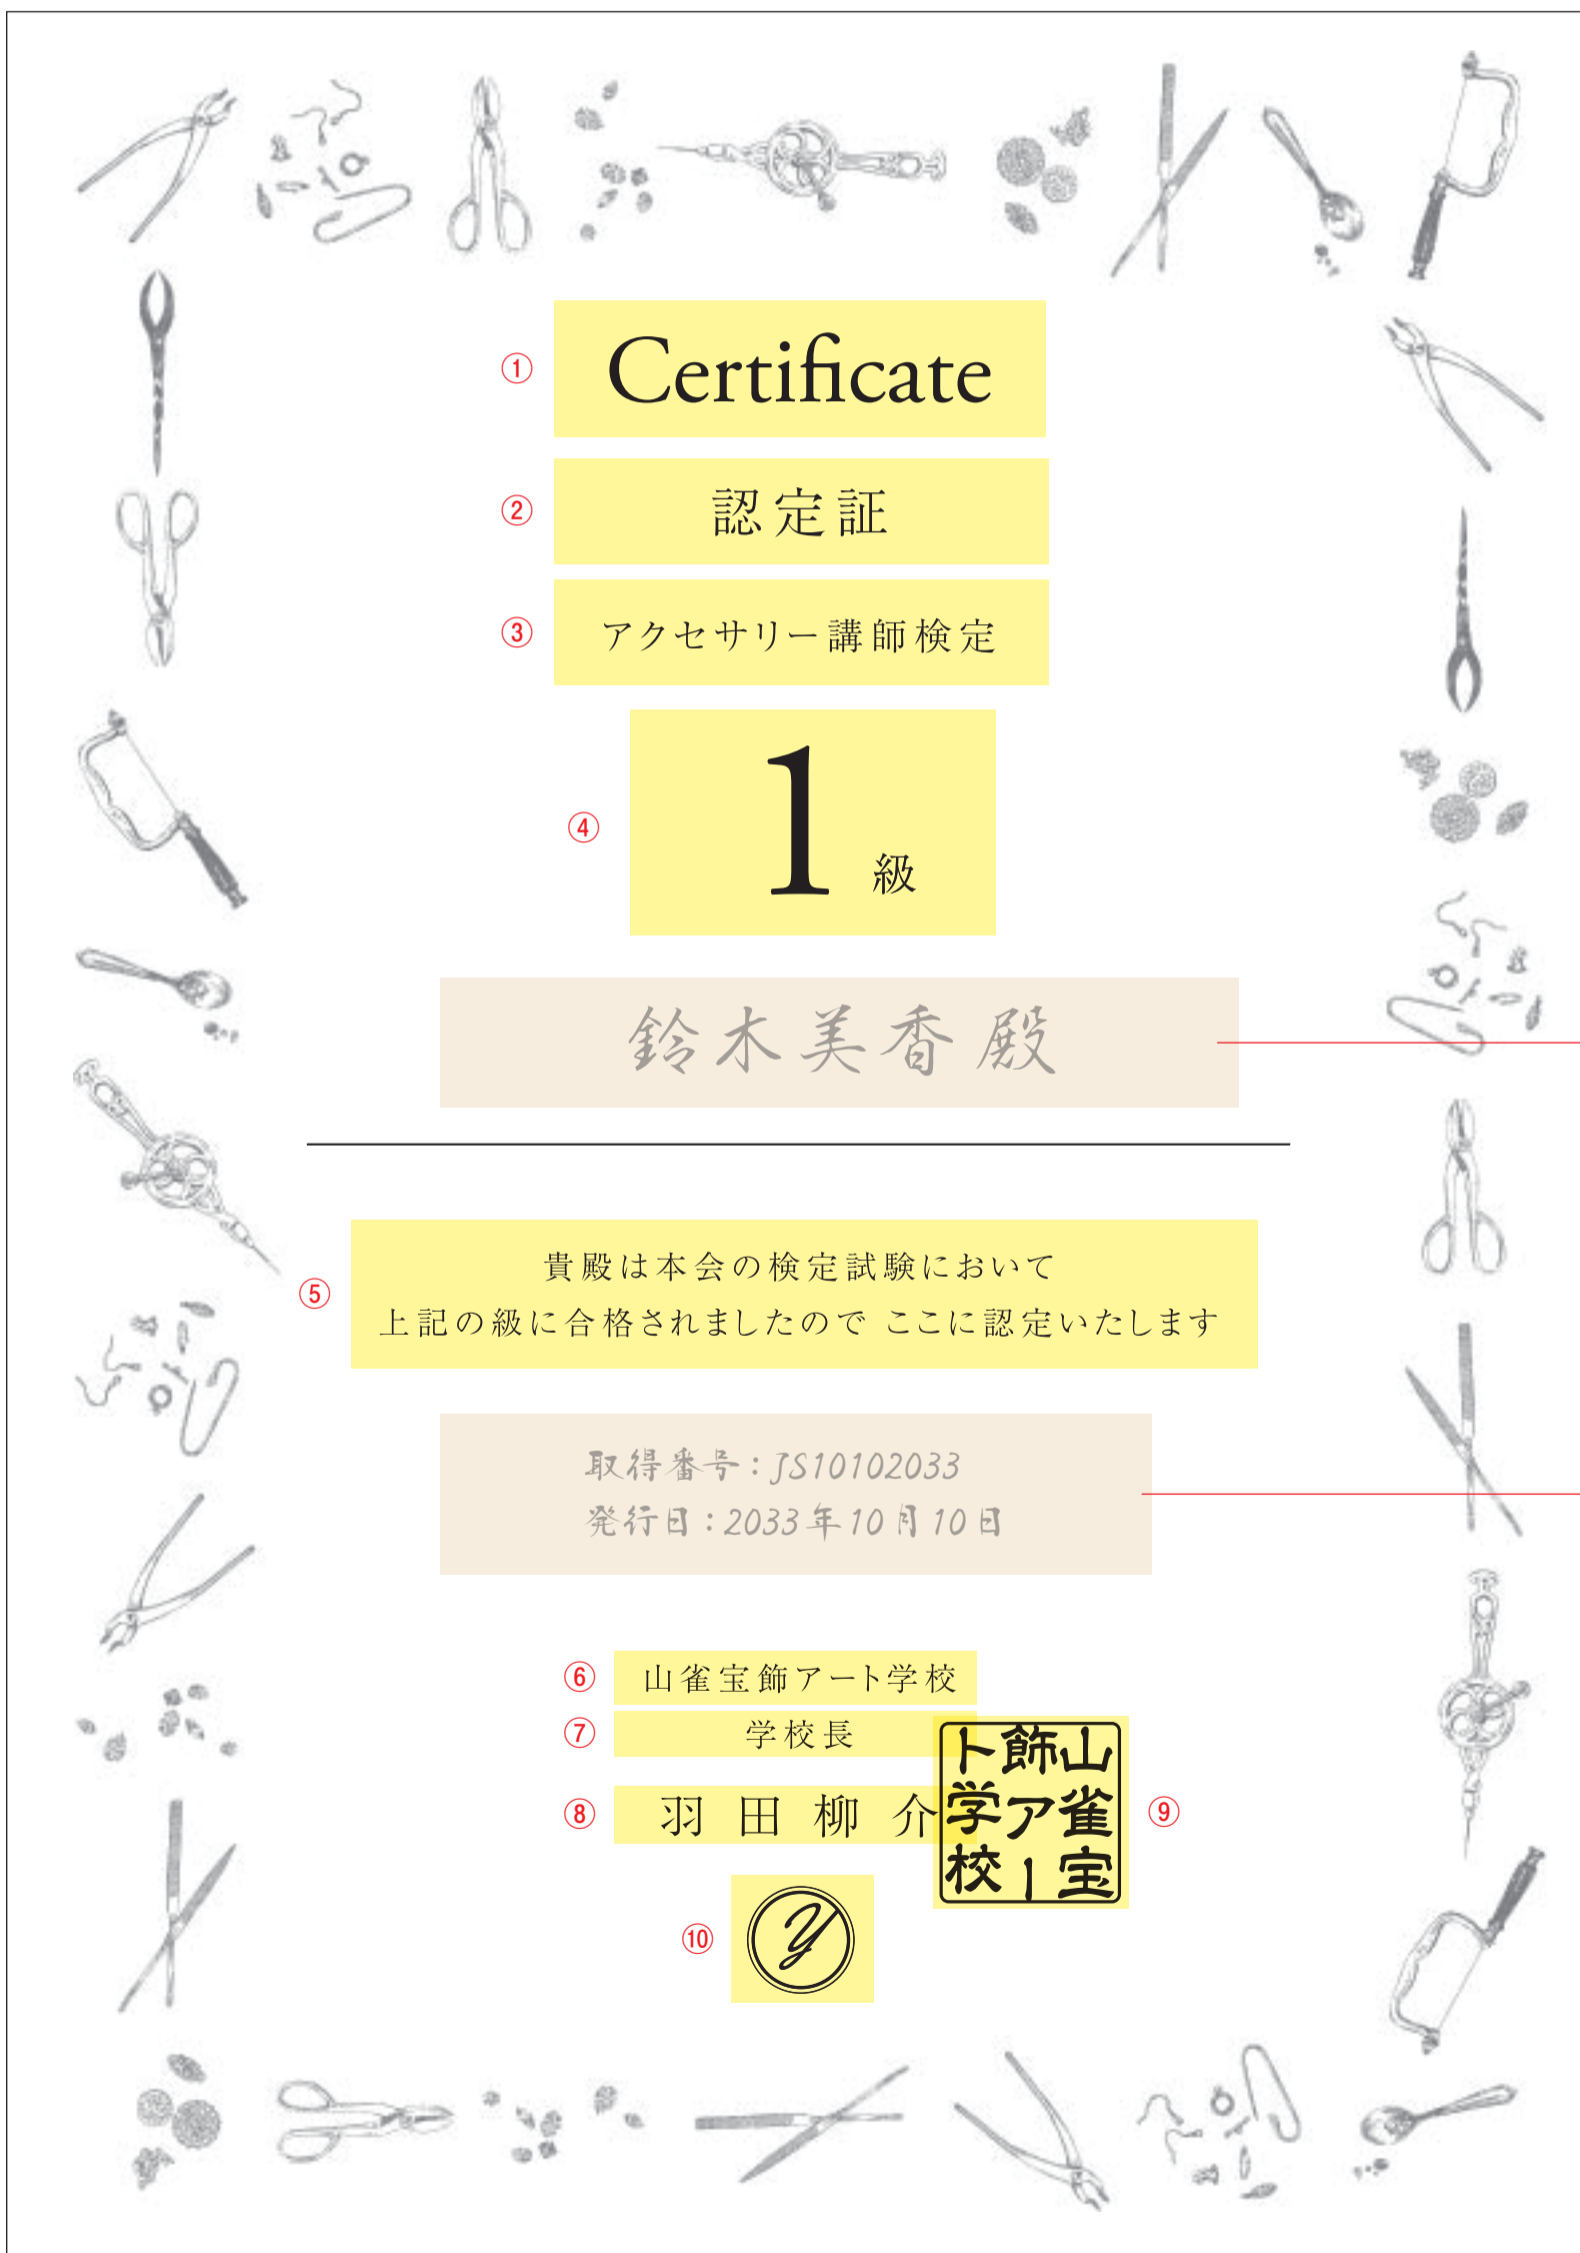 ① Certificate
② 認定証
③ アクセサリー講師検定
④ 1 級
鈴木美香 殿
⑤
貴殿は本会の検定試験において
上記の級に合格されましたので ここに認定いたします
取得番号：JS10102033
発行日：2033年10月10日
⑥ 山雀宝飾アート学校
⑦ 学校長
⑧ 羽田柳介
山雀宝
飾アー
ト学校
⑨
⑩ Y